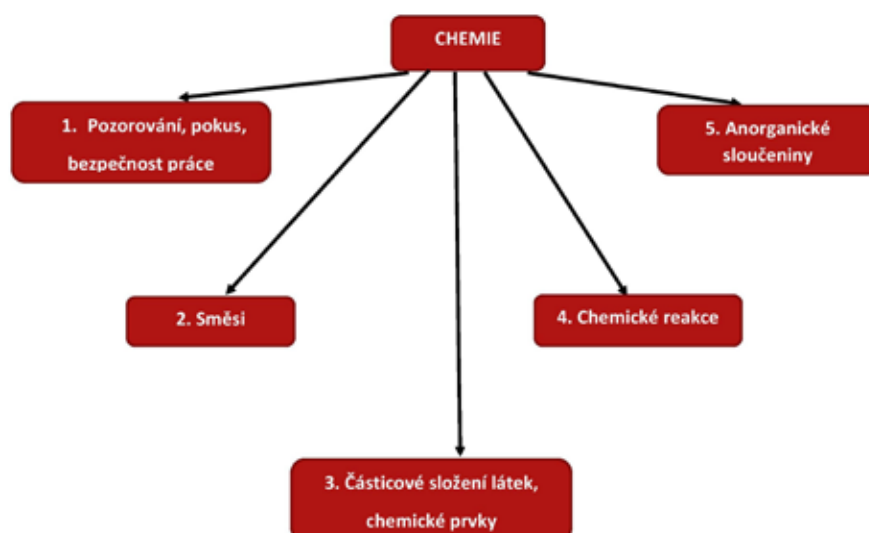 CHEMIE
1. Pozorování, pokus,
bezpečnost práce
2. Směsi
3. Částicové složení látek,
chemické prvky
4. Chemické reakce
5. Anorganické
sloučeniny